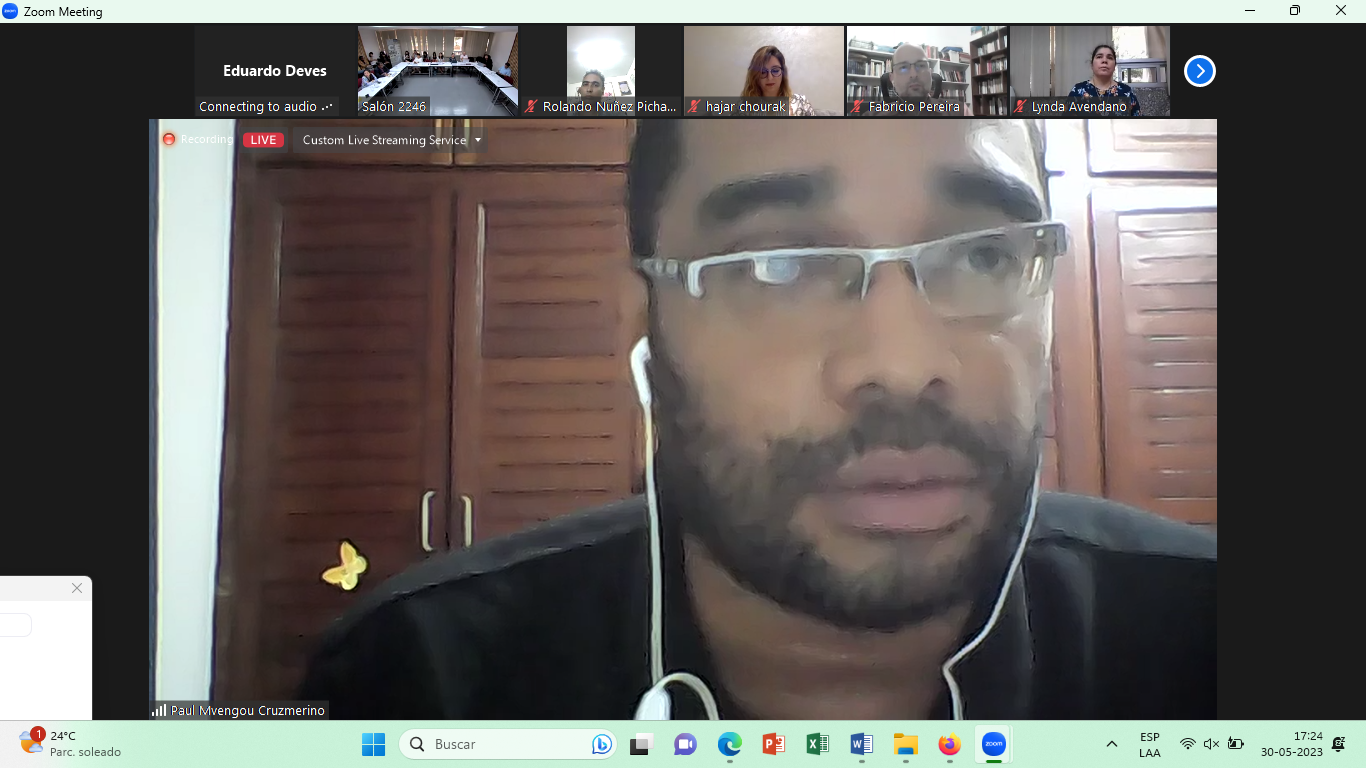 Zoom Meeting
Eduardo Deves
Connecting to audio
Salón 2246
Rolando Nuñez Picha...
hajar chourak
Fabricio Pereira
Lynda Avendano
Recording
LIVE
Custom Live Streaming Service
Paul Mvengou Cruzmerino
1
24°C
Parc. soleado
Buscar
zoom
ESP
LAA
17:24
30-05-2023